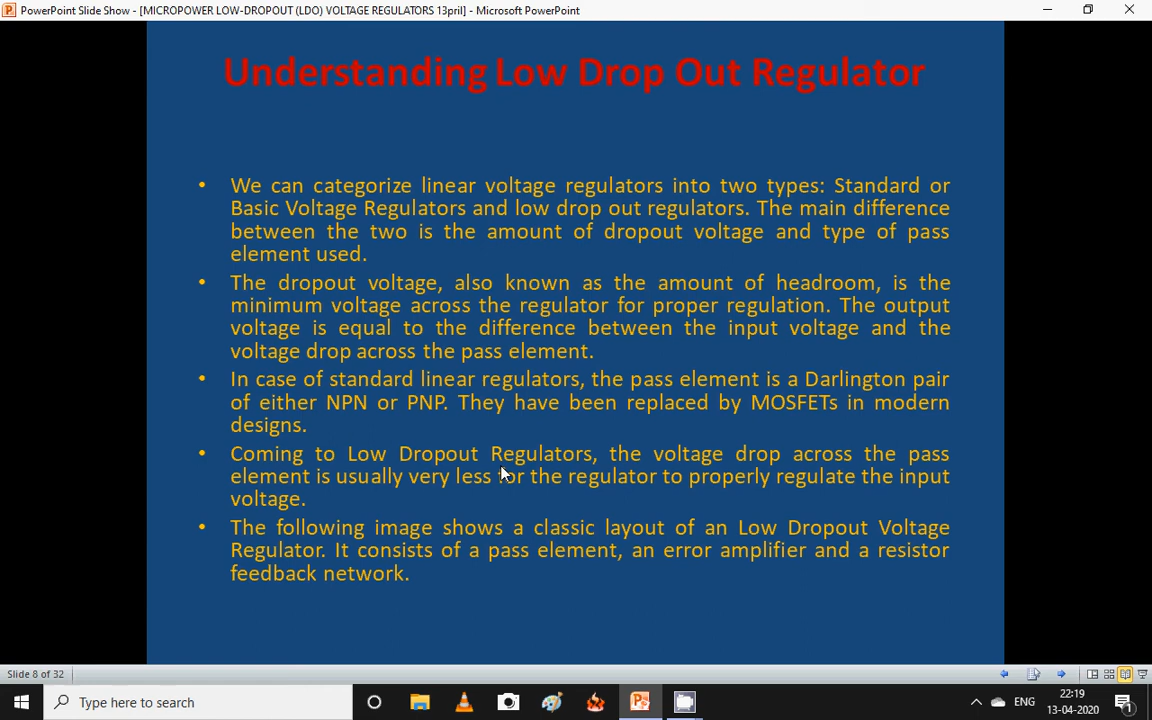 PowerPoint Slide Show - [MICROPOWER LOW-DROPOUT (LDO) VOLTAGE REGULATORS 13pril] - Microsoft PowerPoint
Understanding Low Drop Out Regulator
• We can categorize linear voltage regulators into two types: Standard or
Basic Voltage Regulators and low drop out regulators. The main difference
between the two is the amount of dropout voltage and type of pass
element used.
• The dropout voltage, also known as the amount of headroom, is the
minimum voltage across the regulator for proper regulation. The output
voltage is equal to the difference between the input voltage and the
voltage drop across the pass element.
• In case of standard linear regulators, the pass element is a Darlington pair
of either NPN or PNP. They have been replaced by MOSFETs in modern
designs.
• Coming to Low Dropout Regulators, the voltage drop across the pass
element is usually very less for the regulator to properly regulate the input
voltage.
• The following image shows a classic layout of an Low Dropout Voltage
Regulator. It consists of a pass element, an error amplifier and a resistor
feedback network.
Slide 8 of 32
Type here to search
ENG
22:19
13-04-2020
1